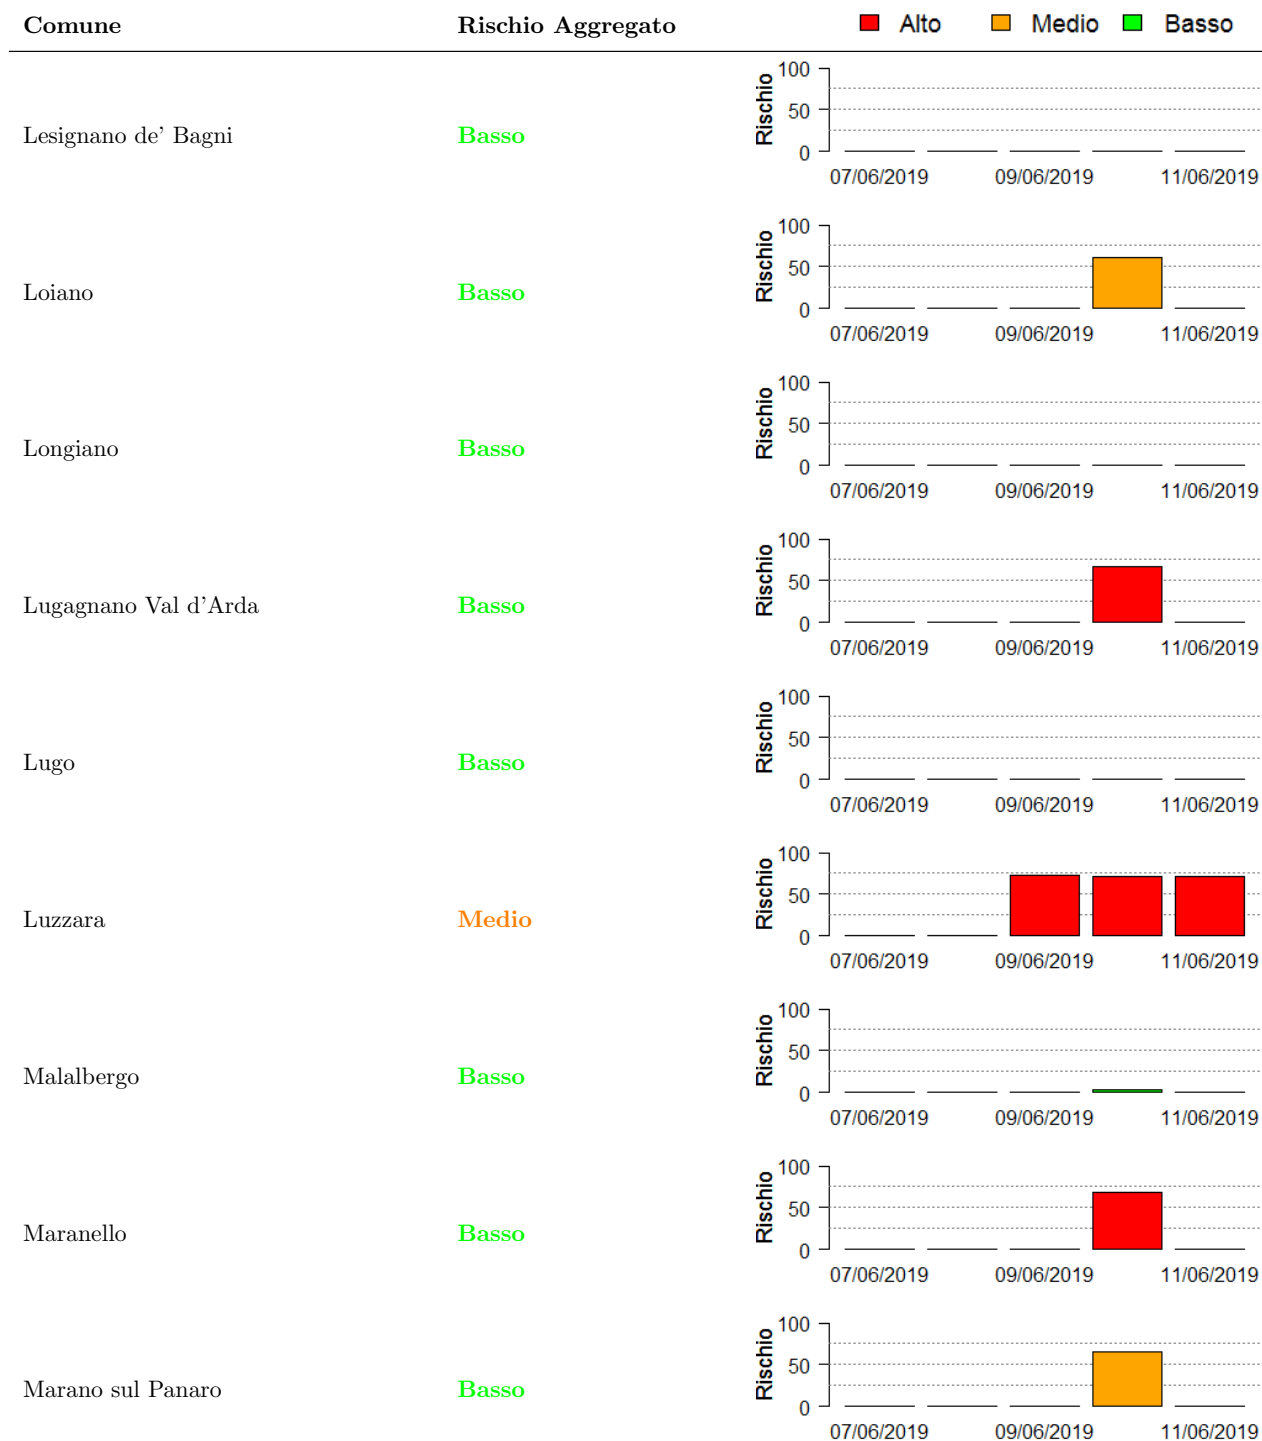 Comune Rischio Aggregato Alto Medio Basso
100
50
0
Rischio
Lesignano de' Bagni Basso
07/06/2019 09/06/2019 11/06/2019
100
50
0
Rischio
Loiano Basso
07/06/2019 09/06/2019 11/06/2019
100
50
0
Rischio
Longiano Basso
07/06/2019 09/06/2019 11/06/2019
100
50
0
Rischio
Lugagnano Val d'Arda Basso
07/06/2019 09/06/2019 11/06/2019
100
50
0
Rischio
Lugo Basso
07/06/2019 09/06/2019 11/06/2019
100
50
0
Rischio
Luzzara Medio
07/06/2019 09/06/2019 11/06/2019
100
50
0
Rischio
Malalbergo Basso
07/06/2019 09/06/2019 11/06/2019
100
50
0
Rischio
Maranello Basso
07/06/2019 09/06/2019 11/06/2019
100
50
0
Rischio
Marano sul Panaro Basso
07/06/2019 09/06/2019 11/06/2019